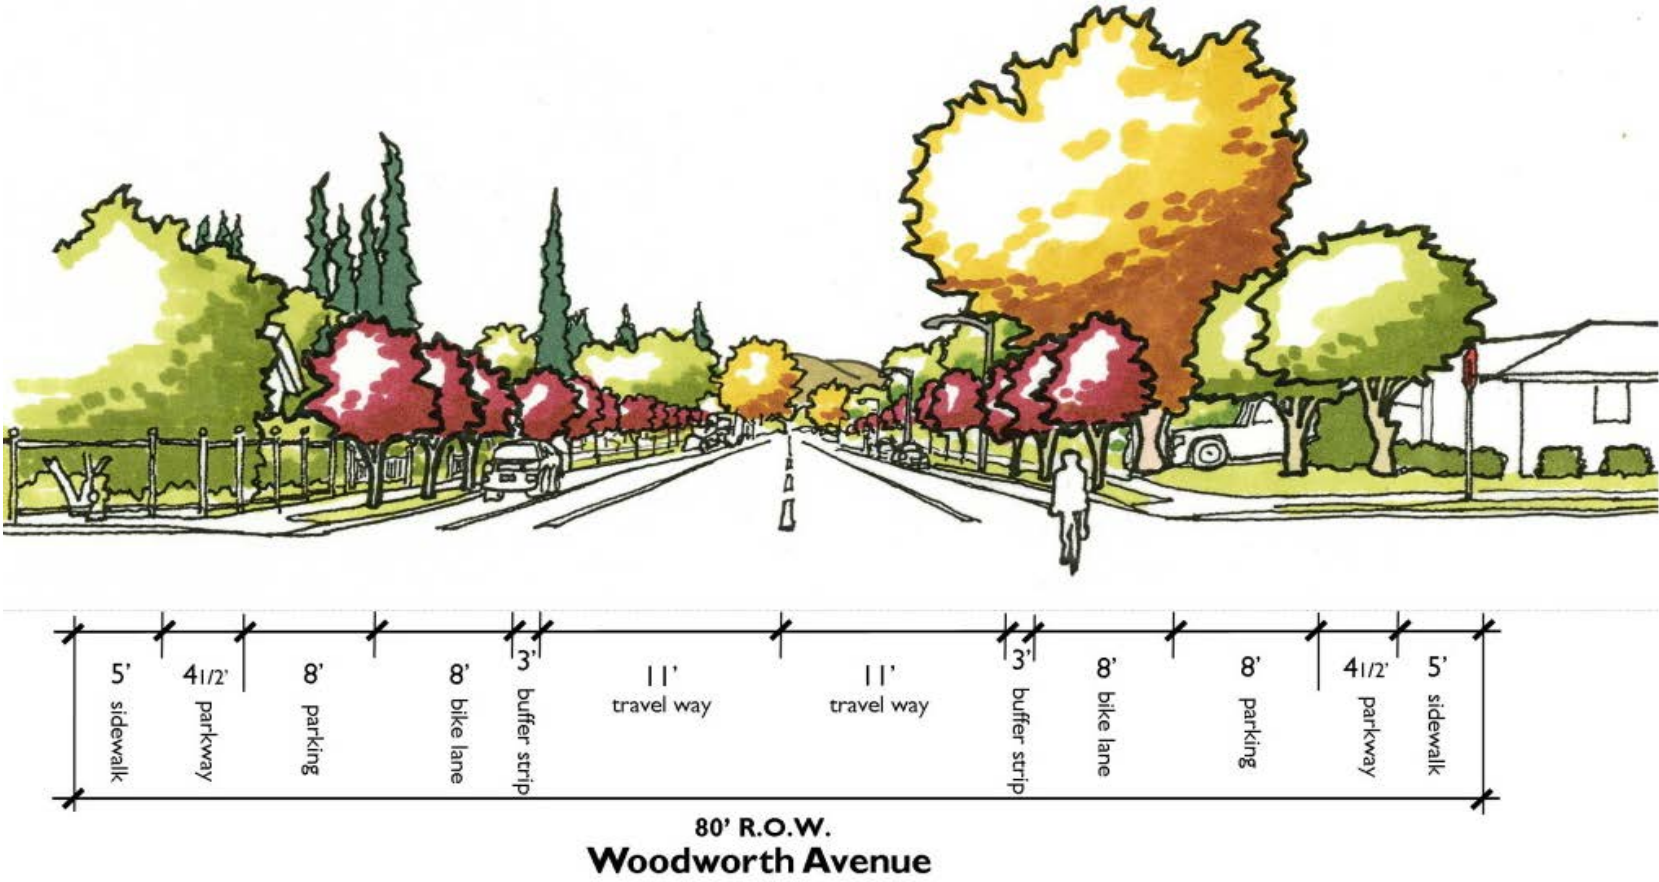 5' 4 1/2' 8' 8' 3' 11' 11' 3' 8' 8' 4 1/2' 5'
sidewalk parkway parking bike lane buffer strip travel way travel way buffer strip bike lane parking parkway sidewalk
80' R.O.W.
Woodworth Avenue